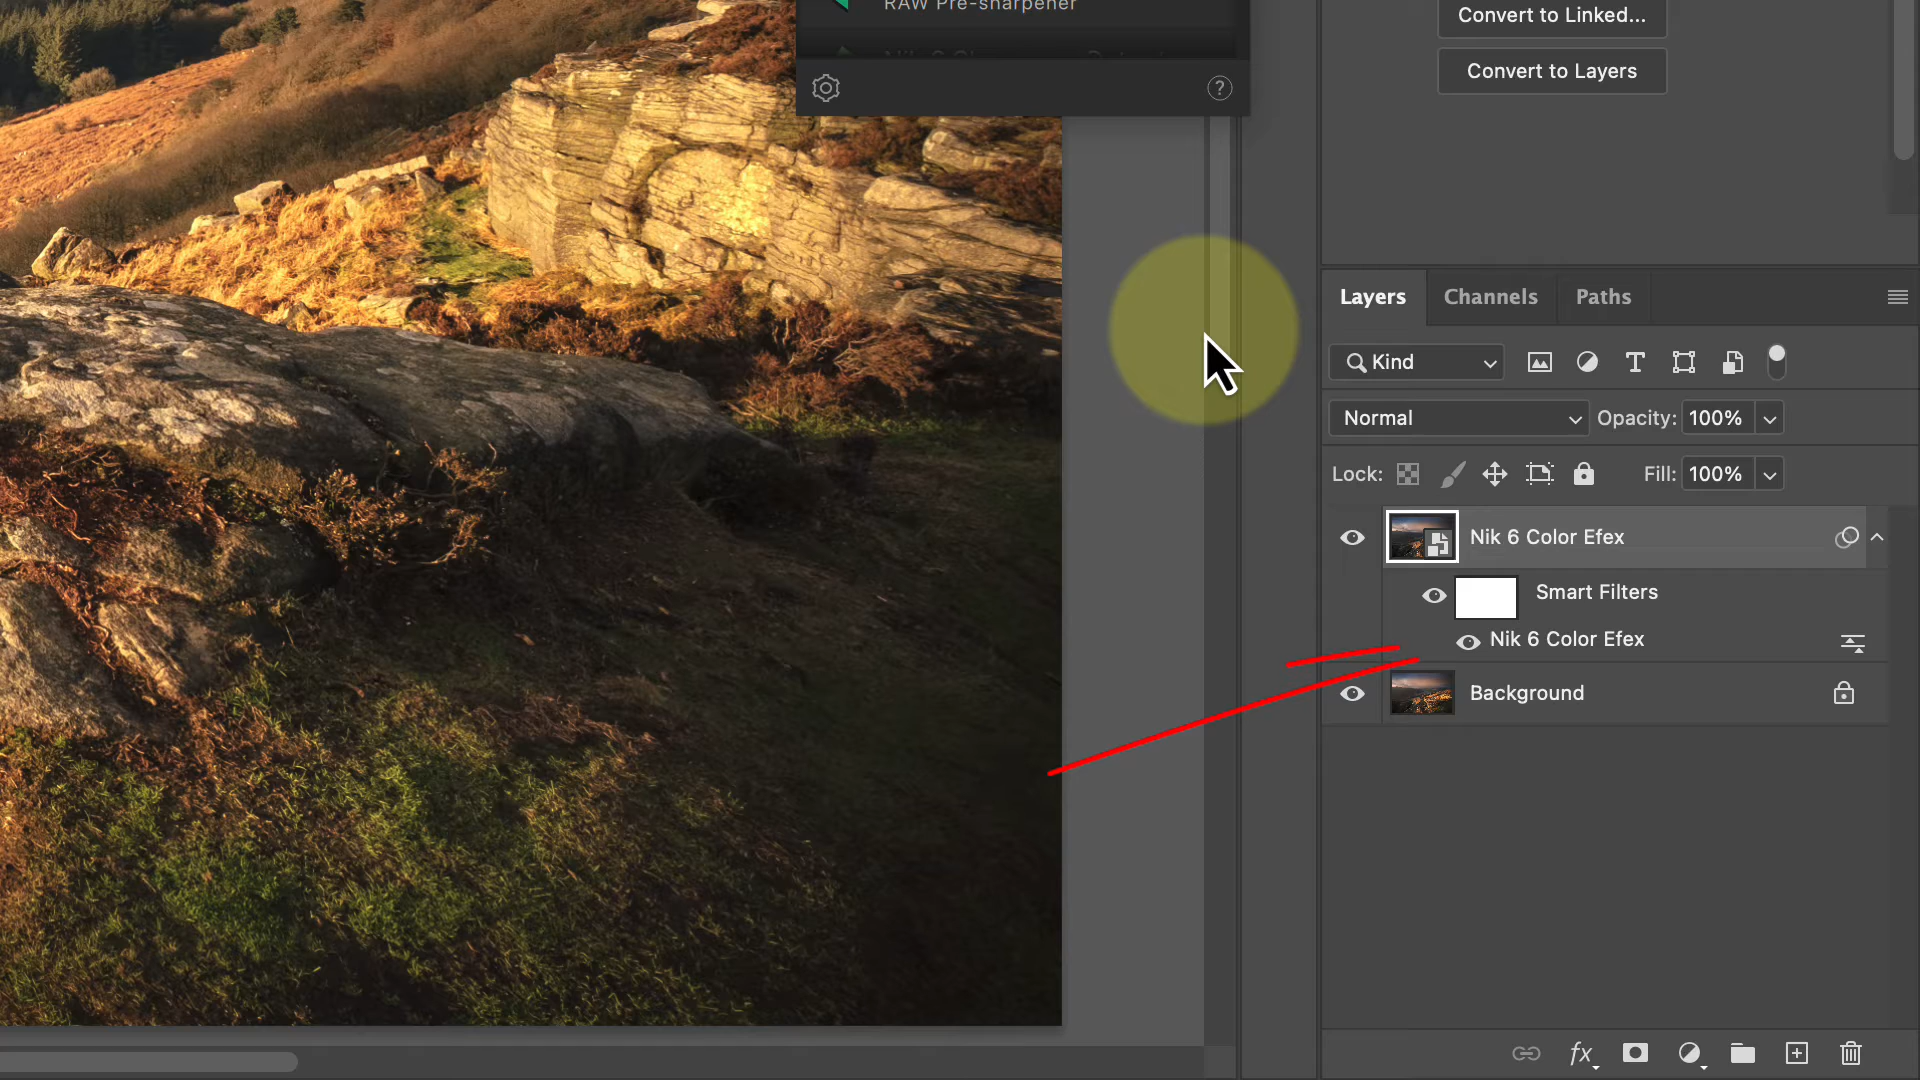 RAW Pre-sharpener
Convert to Linked...
Convert to Layers
?
Layers Channels Paths
Kind
Normal Opacity: 100%
Lock: Fill: 100%
Nik 6 Color Efex
Smart Filters
Nik 6 Color Efex
Background
fx